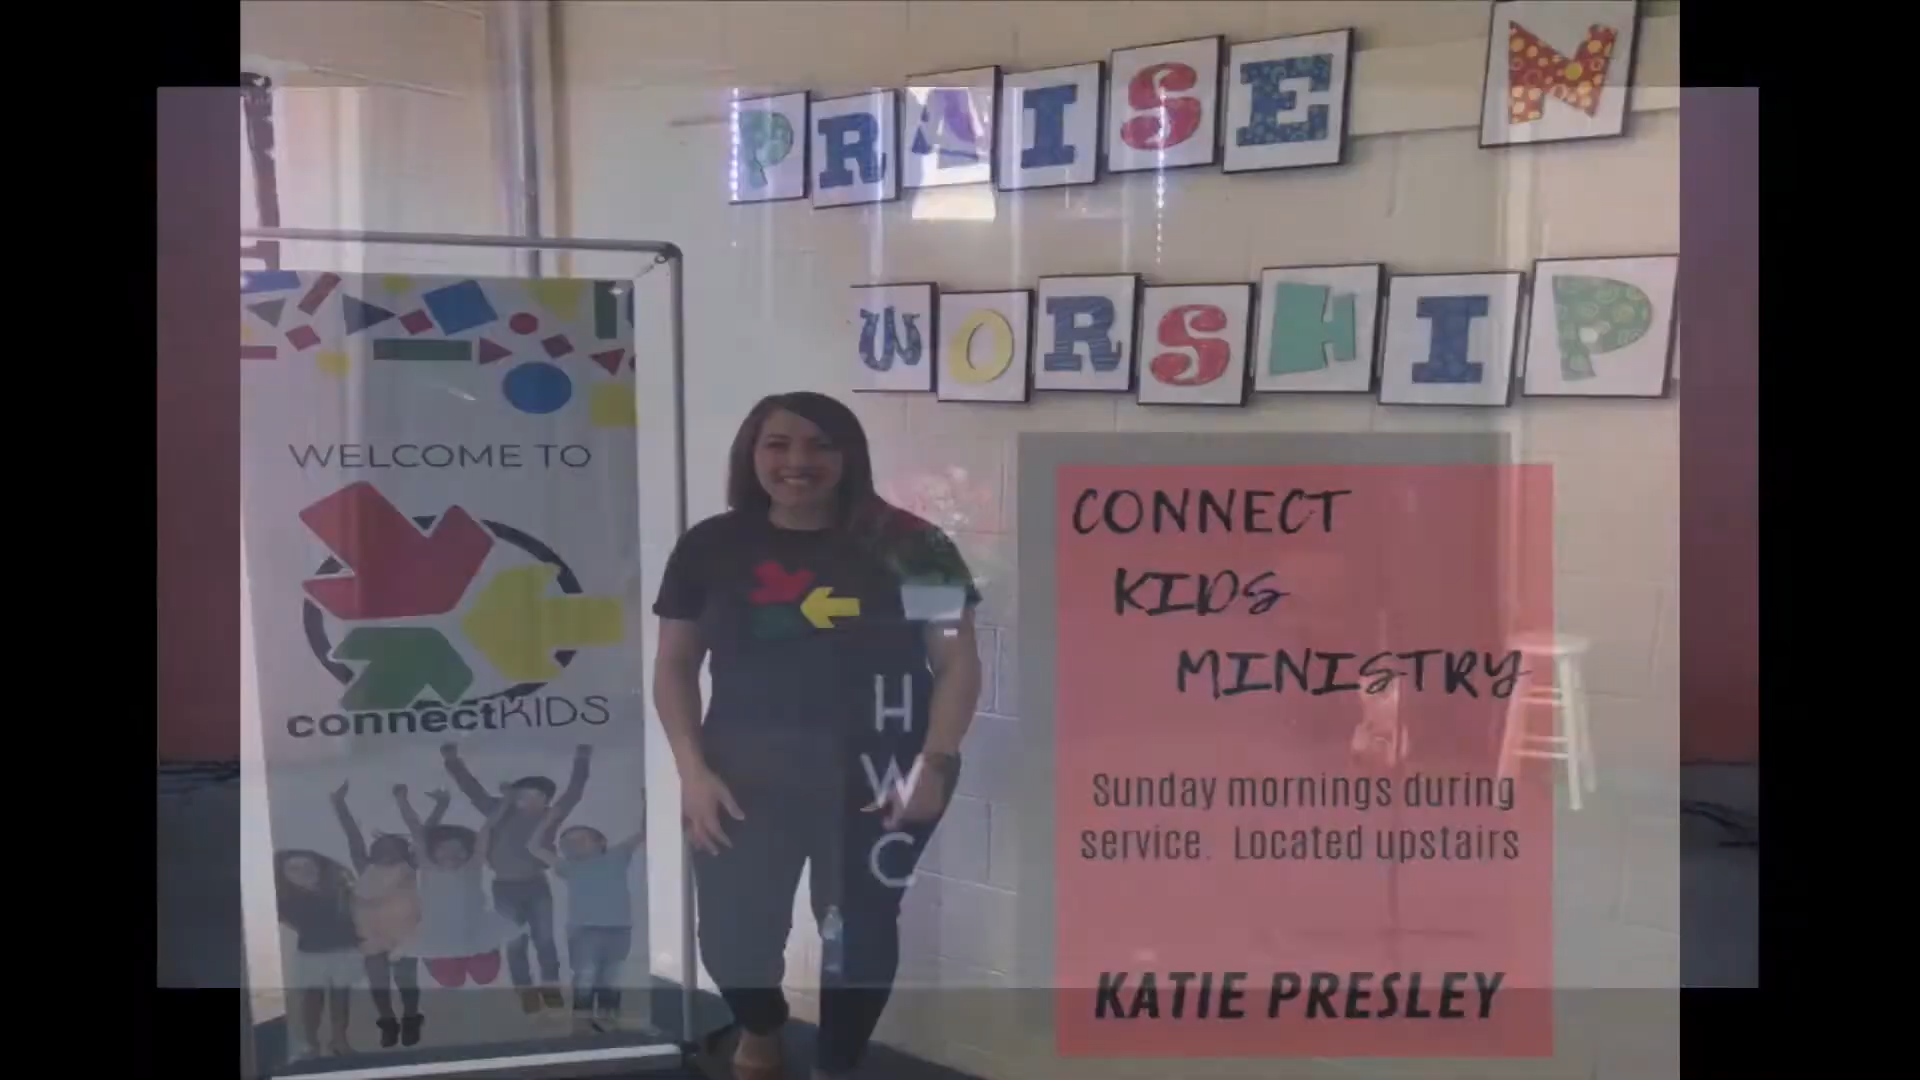 PRAISE N
WORSHIP
WELCOME TO
connectKIDS
H
W
C
CONNECT
KIDS
MINISTRY
Sunday mornings during
service. Located upstairs
KATIE PRESLEY